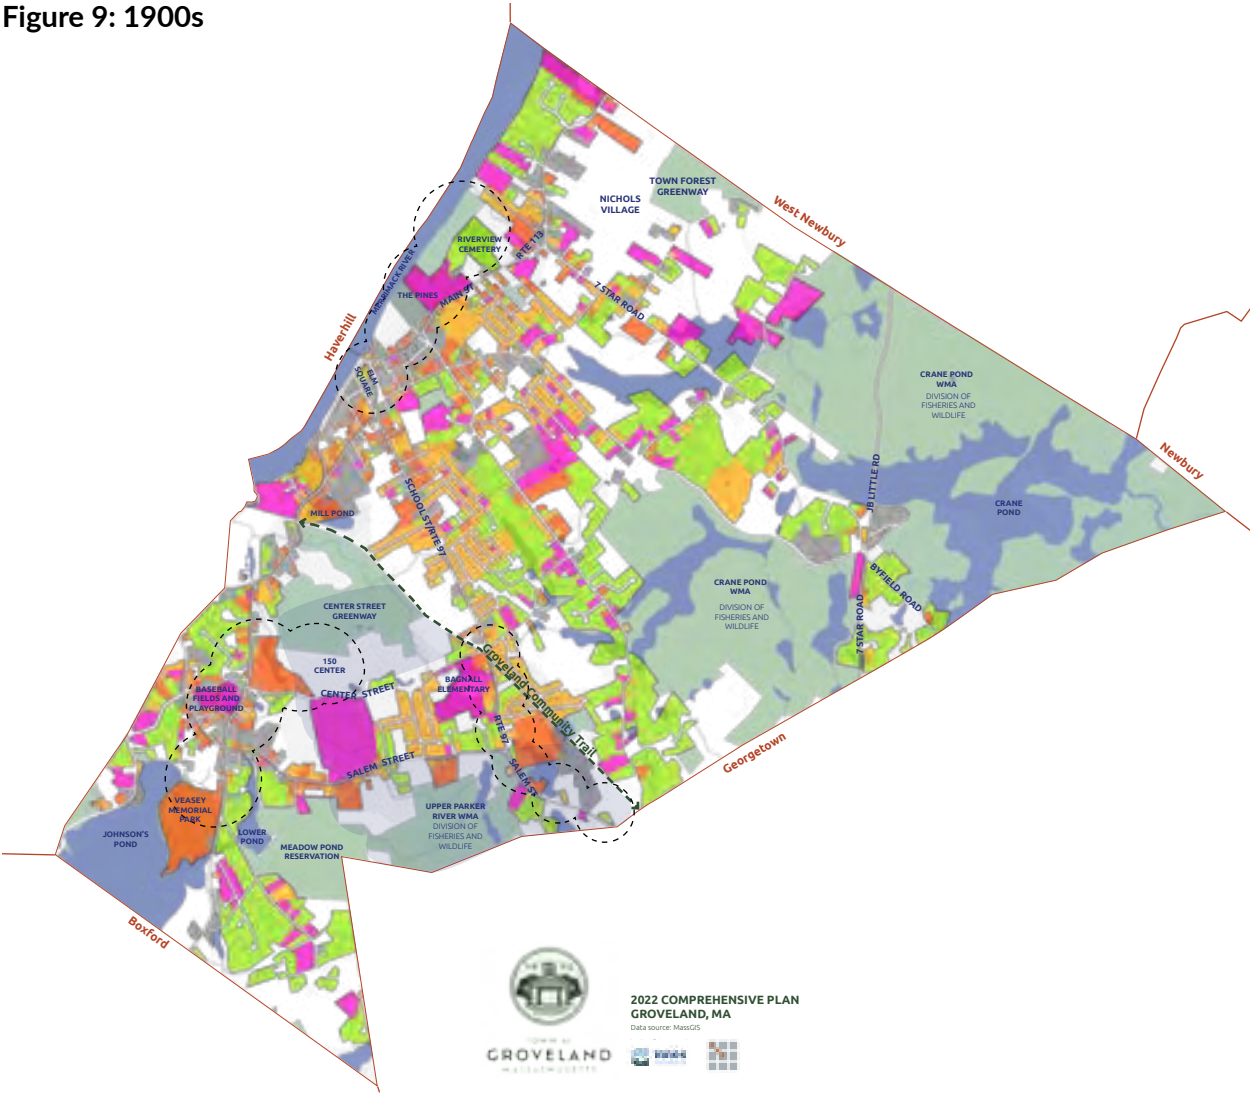 Figure 9: 1900s
West Newbury
TOWN FOREST
GREENWAY
NICHOLS
VILLAGE
RIVERVIEW
CEMETERY
RTE 113
MERRIMACK RIVER
THE PINES
MAIN ST
7 STAR ROAD
Haverhill
ELM
SQUARE
CRANE POND
WMA
DIVISION OF
FISHERIES AND
WILDLIFE
Newbury
JB LITTLE RD
SCHOOL ST/RTE 97
MILL POND
CRANE
POND
CRANE POND
WMA
DIVISION OF
FISHERIES AND
WILDLIFE
BYFIELD ROAD
7 STAR ROAD
CENTER STREET
GREENWAY
150
CENTER
BASEBALL
FIELDS AND
PLAYGROUND
CENTER STREET
BAGNALL
ELEMENTARY
Groveland Community Trail
RTE 97
SALEM STREET
SALEM ST
Georgetown
VEASEY
MEMORIAL
PARK
JOHNSON'S
POND
LOWER
POND
MEADOW POND
RESERVATION
UPPER PARKER
RIVER WMA
DIVISION OF
FISHERIES AND
WILDLIFE
Boxford
TOWN OF
GROVELAND
MASSACHUSETTS
2022 COMPREHENSIVE PLAN
GROVELAND, MA
Data source: MassGIS